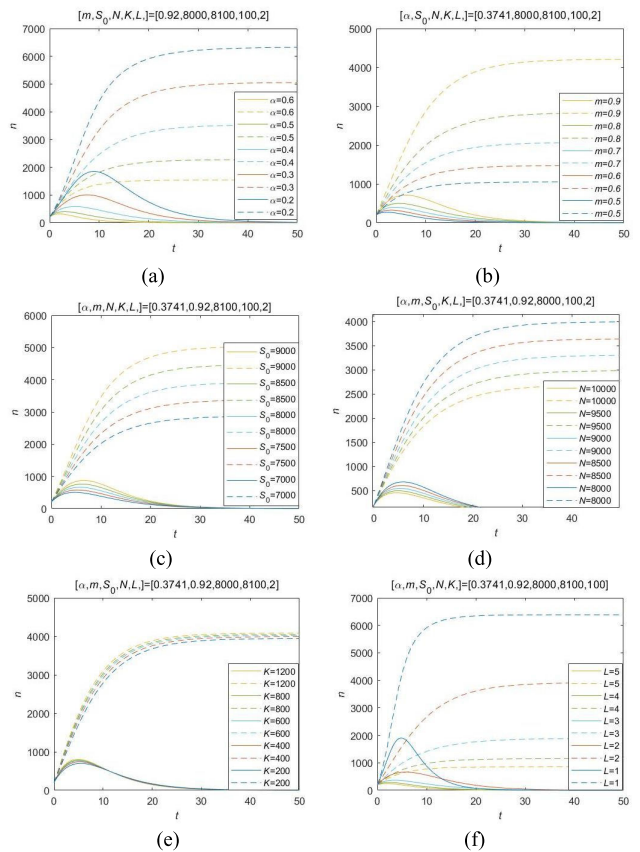 [α,m,S0,N,K,L,]=[0.92,8000,8100,100,2]
[α,S0,N,K,L,]=[0.3741,8000,8100,100,2]
7000
6000
5000
4000
3000
2000
1000
0
n
0 10 20 30 40 50
t
α=0.6
α=0.6
α=0.5
α=0.5
α=0.4
α=0.4
α=0.3
α=0.3
α=0.2
α=0.2
(a)
5000
4000
3000
2000
1000
0
n
0 10 20 30 40 50
t
m=0.9
m=0.9
m=0.8
m=0.8
m=0.7
m=0.7
m=0.6
m=0.6
m=0.5
m=0.5
(b)
[α,m,N,K,L,]=[0.3741,0.92,8100,100,2]
6000
5000
4000
3000
2000
1000
0
n
0 10 20 30 40 50
t
S0=9000
S0=9000
S0=8500
S0=8500
S0=8000
S0=8000
S0=7500
S0=7500
S0=7000
S0=7000
(c)
[α,m,S0,K,L,]=[0.3741,0.92,8000,100,2]
4000
3500
3000
2500
2000
1500
1000
500
n
0 10 20 30 40
t
N=10000
N=10000
N=9500
N=9500
N=9000
N=9000
N=8500
N=8500
N=8000
N=8000
(d)
[α,m,S0,N,L,]=[0.3741,0.92,8000,8100,2]
5000
4000
3000
2000
1000
0
n
0 10 20 30 40 50
t
K=1200
K=1200
K=800
K=800
K=600
K=600
K=400
K=400
K=200
K=200
(e)
[α,m,S0,N,K,]=[0.3741,0.92,8000,8100,100]
7000
6000
5000
4000
3000
2000
1000
0
n
0 10 20 30 40 50
t
L=5
L=5
L=4
L=4
L=3
L=3
L=2
L=2
L=1
L=1
(f)